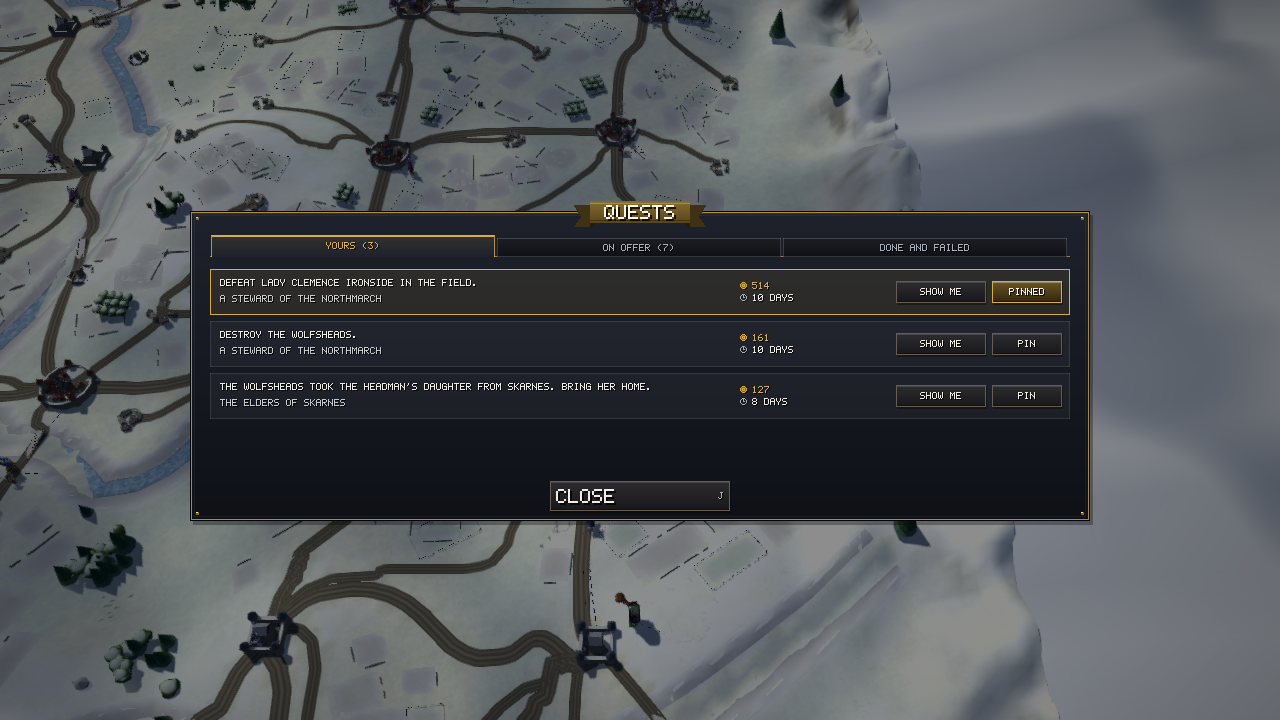 QUESTS
YOURS (3)
ON OFFER (7)
DONE AND FAILED
DEFEAT LADY CLEMENCE IRONSIDE IN THE FIELD.
A STEWARD OF THE NORTHMARCH
514
10 DAYS
SHOW ME
PINNED
DESTROY THE WOLFSHEADS.
A STEWARD OF THE NORTHMARCH
161
10 DAYS
SHOW ME
PIN
THE WOLFSHEADS TOOK THE HEADMAN'S DAUGHTER FROM SKARNES. BRING HER HOME.
THE ELDERS OF SKARNES
127
8 DAYS
SHOW ME
PIN
CLOSE J